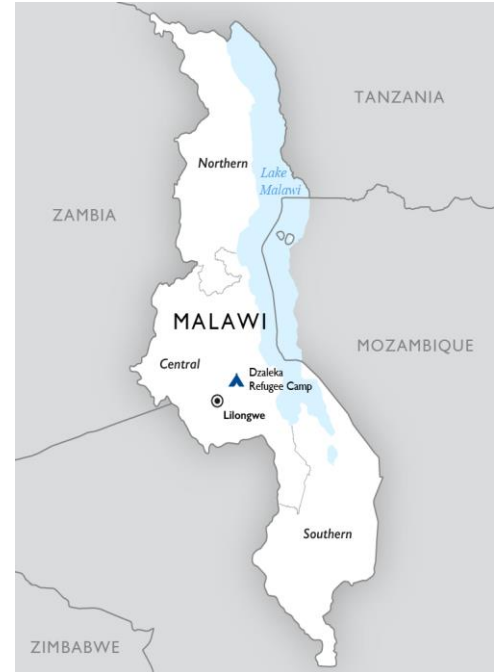 TANZANIA
Northern
Lake
Malawi
ZAMBIA
MALAWI
MOZAMBIQUE
Central
Dzaleka
Refugee Camp
Lilongwe
Southern
ZIMBABWE